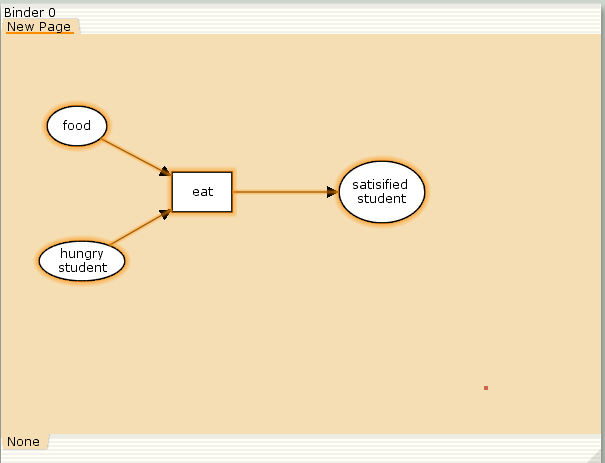 Binder 0
New Page
food
eat
satisified
student
hungry
student
None